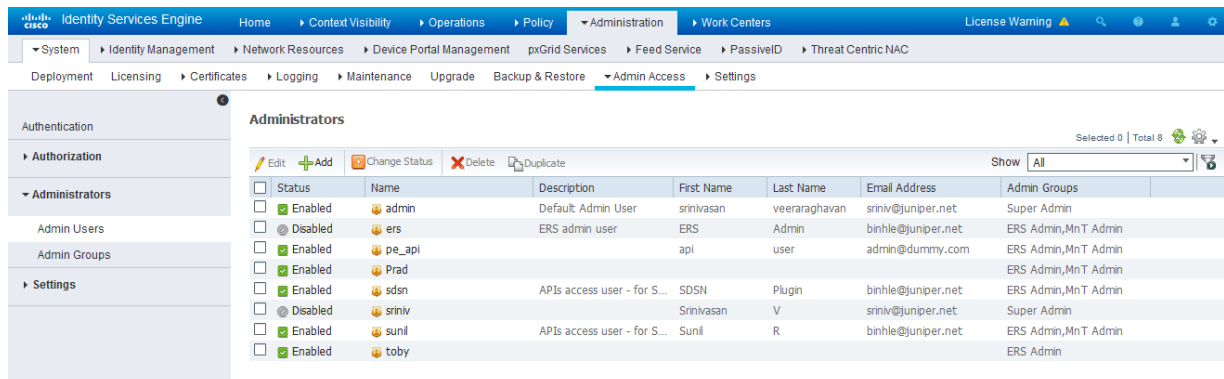 cisco Identity Services Engine Home Context Visibility Operations Policy Administration Work Centers License Warning
System Identity Management Network Resources Device Portal Management pxGrid Services Feed Service PassiveID Threat Centric NAC
Deployment Licensing Certificates Logging Maintenance Upgrade Backup & Restore Admin Access Settings
Authentication
Authorization
Administrators
Admin Users
Admin Groups
Settings
Administrators
Selected 0 | Total 8
Edit Add Change Status Delete Duplicate Show All
Status Name Description First Name Last Name Email Address Admin Groups
Enabled admin Default Admin User srinivasan veeraraghavan sriniv@juniper.net Super Admin
Disabled ers ERS admin user ERS Admin binhle@juniper.net ERS Admin,MnT Admin
Enabled pe_api api user admin@dummy.com ERS Admin,MnT Admin
Enabled Prad ERS Admin,MnT Admin
Enabled sdsn APIs access user - for S... SDSN Plugin binhle@juniper.net ERS Admin,MnT Admin
Disabled sriniv Srinivasan V sriniv@juniper.net Super Admin
Enabled sunil APIs access user - for S... Sunil R binhle@juniper.net ERS Admin,MnT Admin
Enabled toby ERS Admin